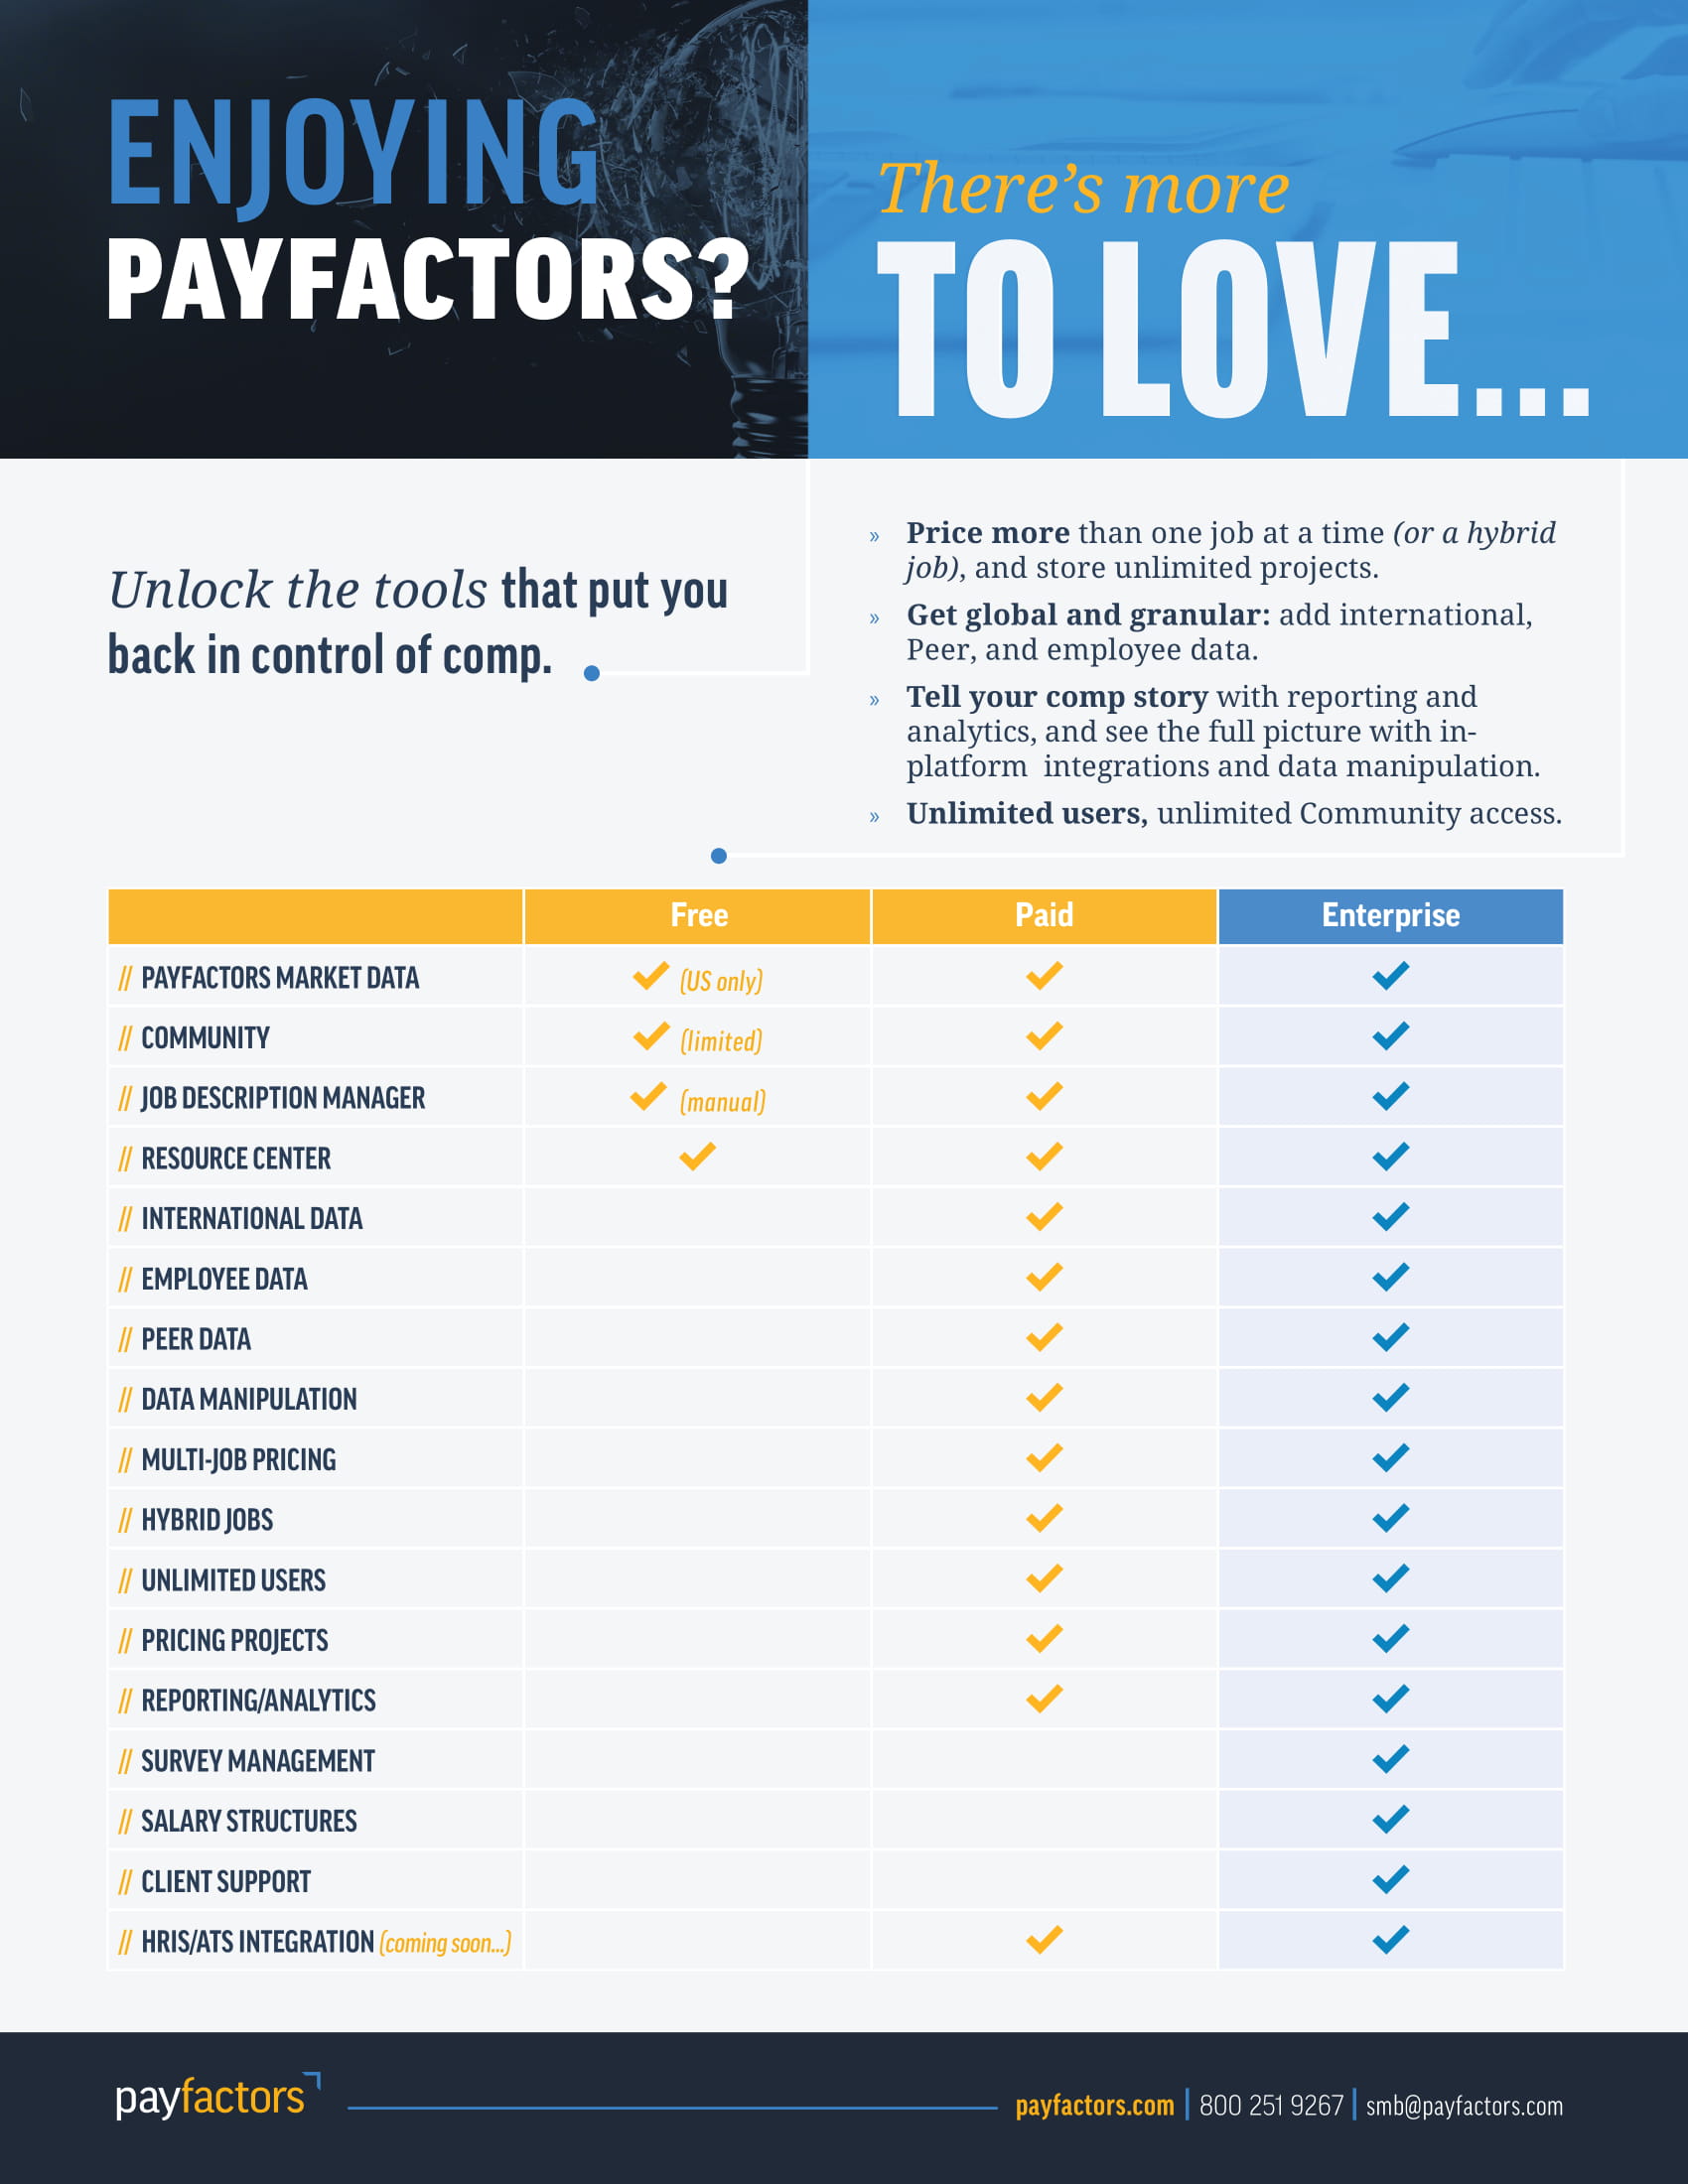 ENJOYING
PAYFACTORS?
There's more
TO LOVE...
Unlock the tools that put you
back in control of comp.
» Price more than one job at a time (or a hybrid
job), and store unlimited projects.
» Get global and granular: add international,
Peer, and employee data.
» Tell your comp story with reporting and
analytics, and see the full picture with in-
platform integrations and data manipulation.
» Unlimited users, unlimited Community access.
Free Paid Enterprise
// PAYFACTORS MARKET DATA ✓ (US only) ✓ ✓
// COMMUNITY ✓ (limited) ✓ ✓
// JOB DESCRIPTION MANAGER ✓ (manual) ✓ ✓
// RESOURCE CENTER ✓ ✓ ✓
// INTERNATIONAL DATA ✓ ✓
// EMPLOYEE DATA ✓ ✓
// PEER DATA ✓ ✓
// DATA MANIPULATION ✓ ✓
// MULTI-JOB PRICING ✓ ✓
// HYBRID JOBS ✓ ✓
// UNLIMITED USERS ✓ ✓
// PRICING PROJECTS ✓ ✓
// REPORTING/ANALYTICS ✓ ✓
// SURVEY MANAGEMENT ✓
// SALARY STRUCTURES ✓
// CLIENT SUPPORT ✓
// HRIS/ATS INTEGRATION (coming soon...) ✓ ✓
payfactors
payfactors.com | 800 251 9267 | smb@payfactors.com